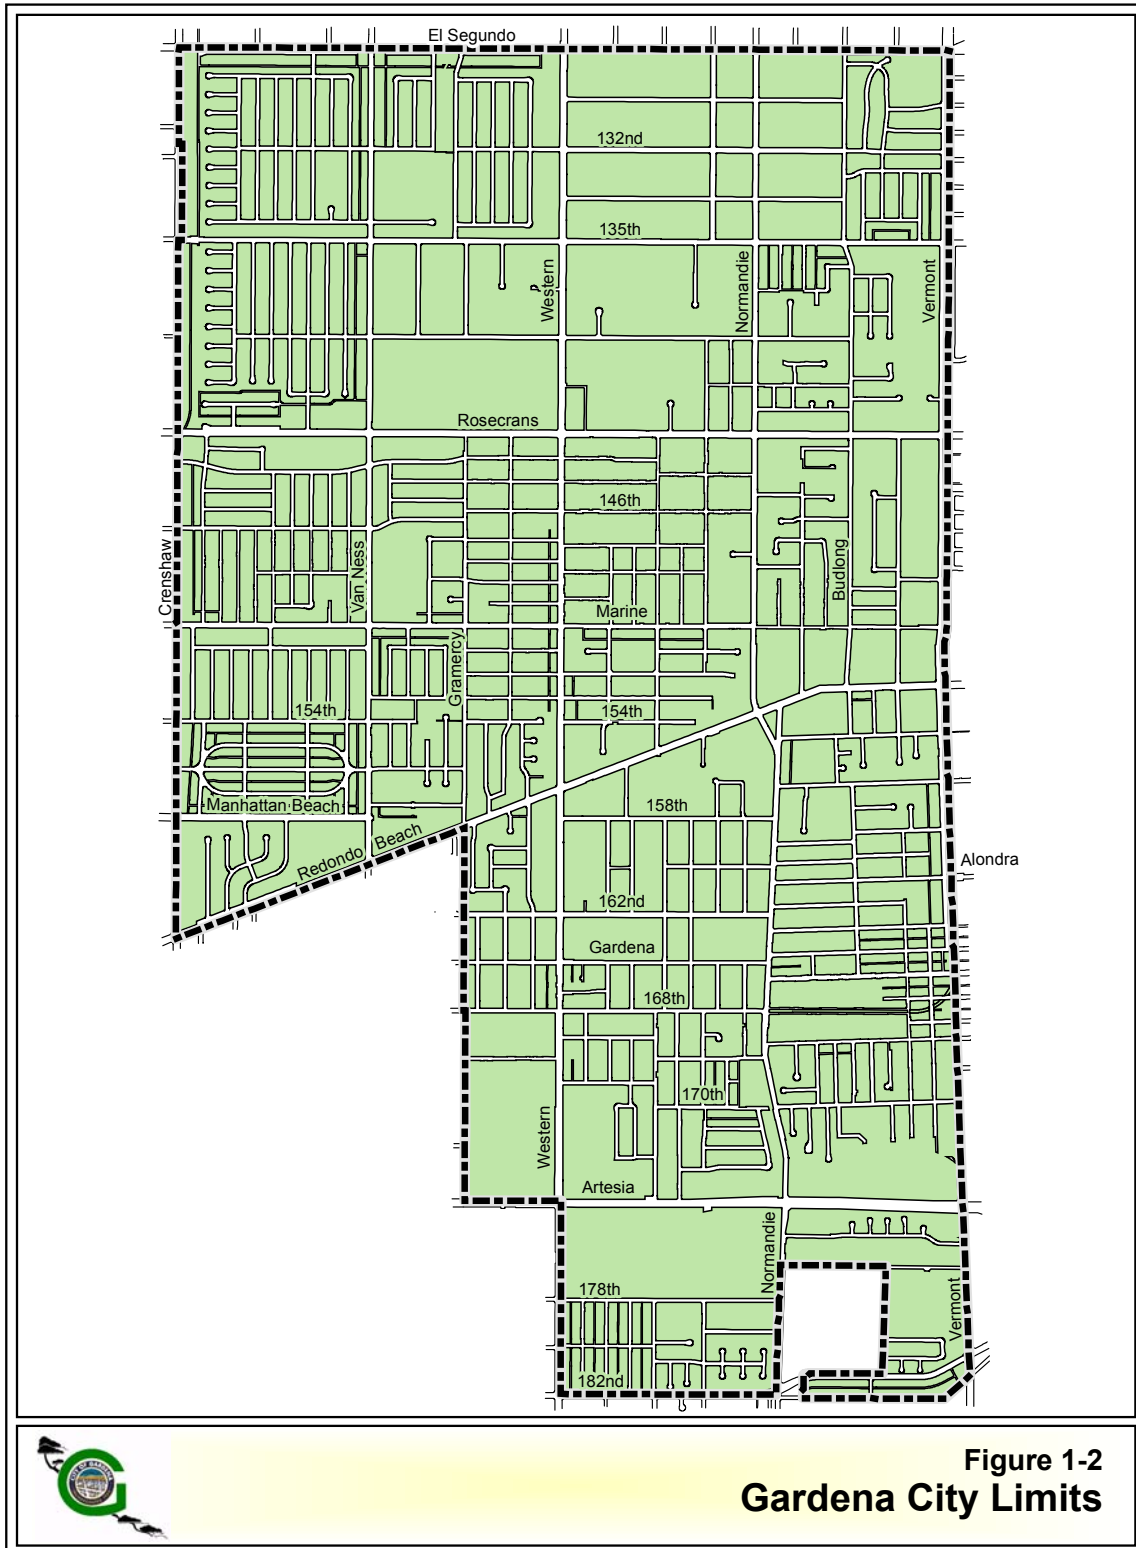 El Segundo
132nd
135th
Western
Normandie
Vermont
Rosecrans
146th
Crenshaw
Van Ness
Budlong
Marine
Gramercy
154th
154th
Manhattan Beach
158th
Redondo Beach
Alondra
162nd
Gardena
168th
170th
Western
Artesia
Normandie
178th
Vermont
182nd
Figure 1-2
Gardena City Limits